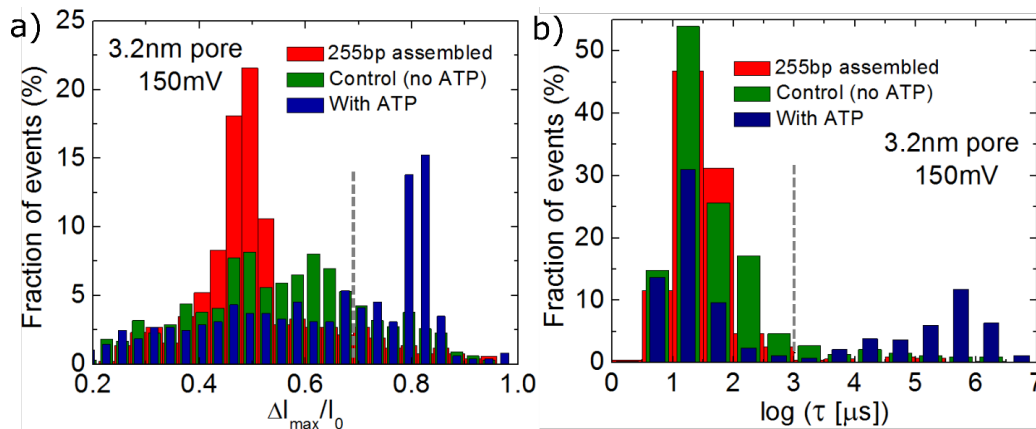 a)
25
20
15
10
5
0
Fraction of events (%)
3.2nm pore
150mV
255bp assembled
Control (no ATP)
With ATP
0.2 0.4 0.6 0.8 1.0
ΔI_max/I_0
b)
50
40
30
20
10
0
Fraction of events (%)
255bp assembled
Control (no ATP)
With ATP
3.2nm pore
150mV
0 1 2 3 4 5 6 7
log (τ [μs])